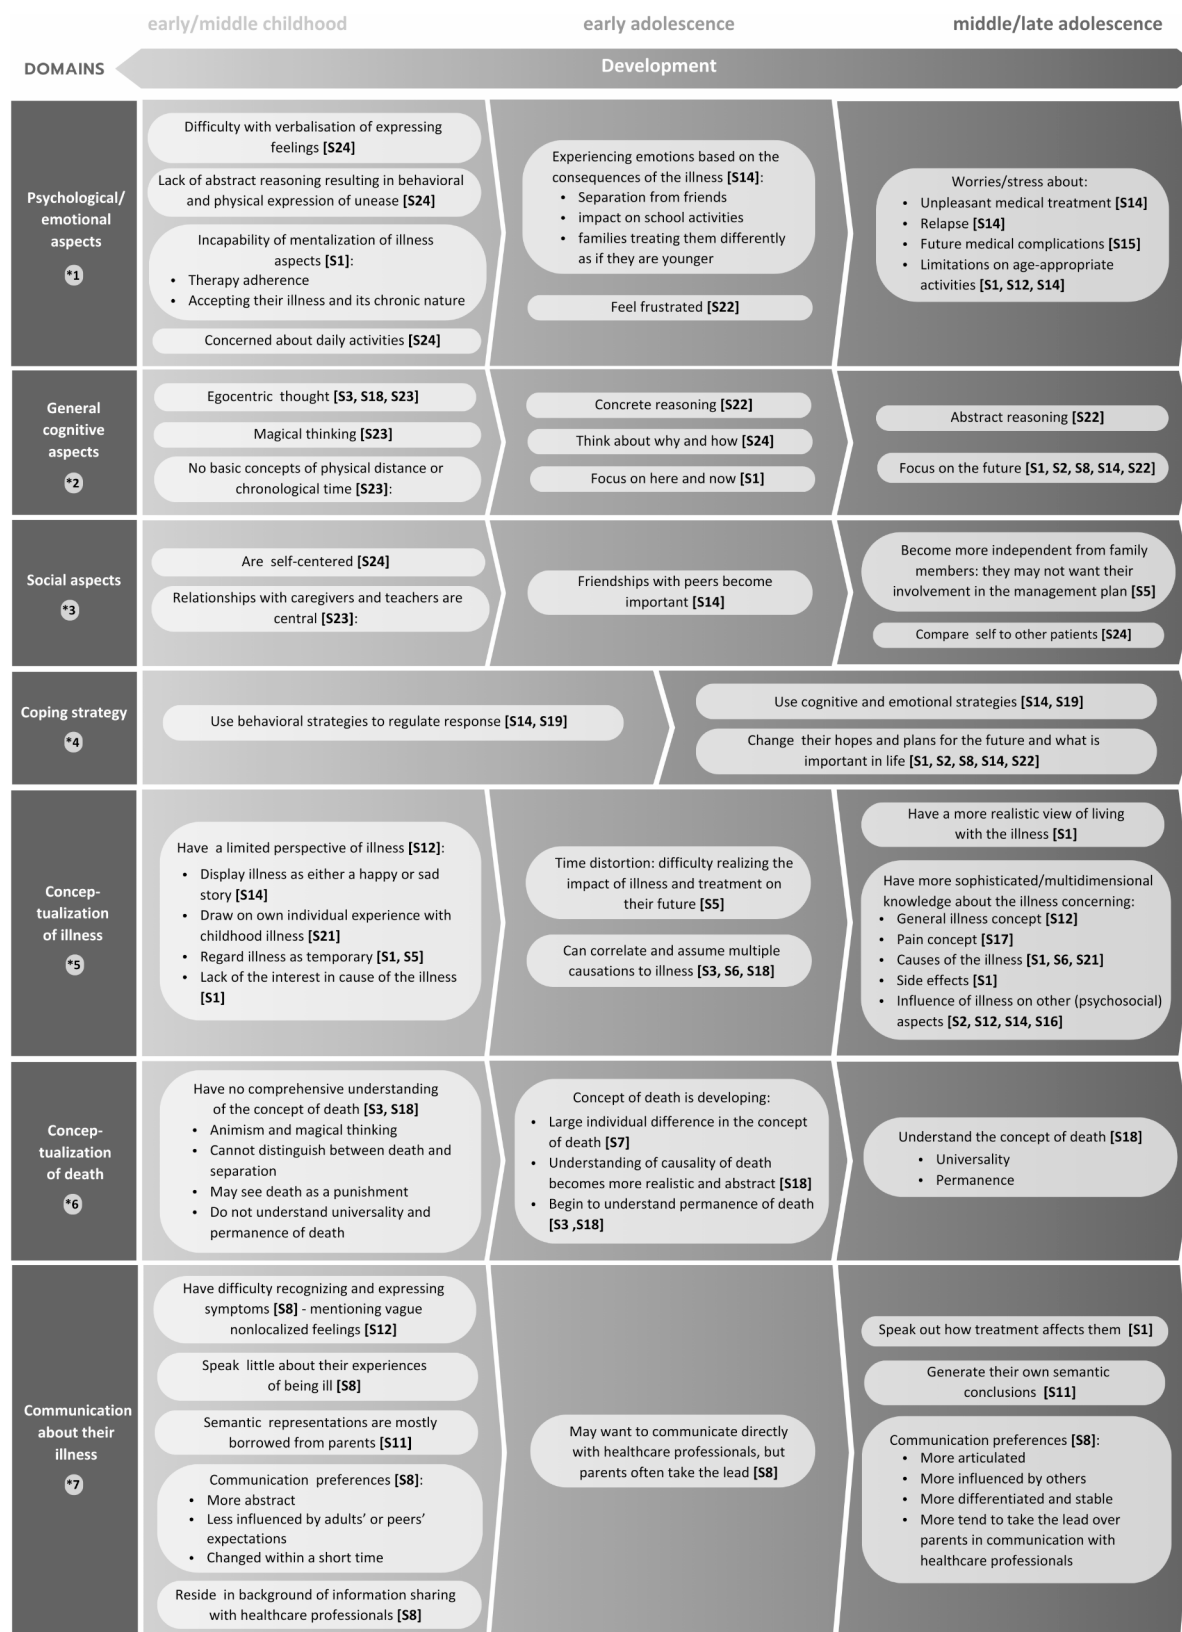 early/middle childhood
early adolescence
middle/late adolescence
DOMAINS
Development
Psychological/
emotional
aspects
*1
Difficulty with verbalisation of expressing
feelings [S24]
Lack of abstract reasoning resulting in behavioral
and physical expression of unease [S24]
Incapability of mentalization of illness
aspects [S1]:
• Therapy adherence
• Accepting their illness and its chronic nature
Concerned about daily activities [S24]
Experiencing emotions based on the
consequences of the illness [S14]:
• Separation from friends
• impact on school activities
• families treating them differently
as if they are younger
Feel frustrated [S22]
Worries/stress about:
• Unpleasant medical treatment [S14]
• Relapse [S14]
• Future medical complications [S15]
• Limitations on age-appropriate
activities [S1, S12, S14]
General
cognitive
aspects
*2
Egocentric thought [S3, S18, S23]
Magical thinking [S23]
No basic concepts of physical distance or
chronological time [S23]:
Concrete reasoning [S22]
Think about why and how [S24]
Focus on here and now [S1]
Abstract reasoning [S22]
Focus on the future [S1, S2, S8, S14, S22]
Social aspects
*3
Are self-centered [S24]
Relationships with caregivers and teachers are
central [S23]:
Friendships with peers become
important [S14]
Become more independent from family
members: they may not want their
involvement in the management plan [S5]
Compare self to other patients [S24]
Coping strategy
*4
Use behavioral strategies to regulate response [S14, S19]
Use cognitive and emotional strategies [S14, S19]
Change their hopes and plans for the future and what is
important in life [S1, S2, S8, S14, S22]
Concep-
tualization
of illness
*5
Have a limited perspective of illness [S12]:
• Display illness as either a happy or sad
story [S14]
• Draw on own individual experience with
childhood illness [S21]
• Regard illness as temporary [S1, S5]
• Lack of the interest in cause of the illness
[S1]
Time distortion: difficulty realizing the
impact of illness and treatment on
their future [S5]
Can correlate and assume multiple
causations to illness [S3, S6, S18]
Have a more realistic view of living
with the illness [S1]
Have more sophisticated/multidimensional
knowledge about the illness concerning:
• General illness concept [S12]
• Pain concept [S17]
• Causes of the illness [S1, S6, S21]
• Side effects [S1]
• Influence of illness on other (psychosocial)
aspects [S2, S12, S14, S16]
Concep-
tualization
of death
*6
Have no comprehensive understanding
of the concept of death [S3, S18]
• Animism and magical thinking
• Cannot distinguish between death and
separation
• May see death as a punishment
• Do not understand universality and
permanence of death
Concept of death is developing:
• Large individual difference in the concept
of death [S7]
• Understanding of causality of death
becomes more realistic and abstract [S18]
• Begin to understand permanence of death
[S3 ,S18]
Understand the concept of death [S18]
• Universality
• Permanence
Communication
about their
illness
*7
Have difficulty recognizing and expressing
symptoms [S8] - mentioning vague
nonlocalized feelings [S12]
Speak little about their experiences
of being ill [S8]
Semantic representations are mostly
borrowed from parents [S11]
Communication preferences [S8]:
• More abstract
• Less influenced by adults’ or peers’
expectations
• Changed within a short time
Reside in background of information sharing
with healthcare professionals [S8]
May want to communicate directly
with healthcare professionals, but
parents often take the lead [S8]
Speak out how treatment affects them [S1]
Generate their own semantic
conclusions [S11]
Communication preferences [S8]:
• More articulated
• More influenced by others
• More differentiated and stable
• More tend to take the lead over
parents in communication with
healthcare professionals